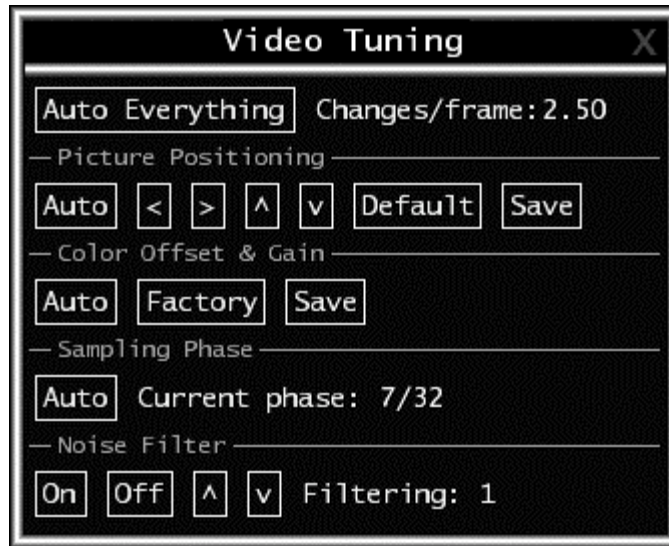 Video Tuning X
Auto Everything Changes/frame:2.50
Picture Positioning
Auto < > ^ v Default Save
Color Offset & Gain
Auto Factory Save
Sampling Phase
Auto Current phase: 7/32
Noise Filter
On Off ^ v Filtering: 1